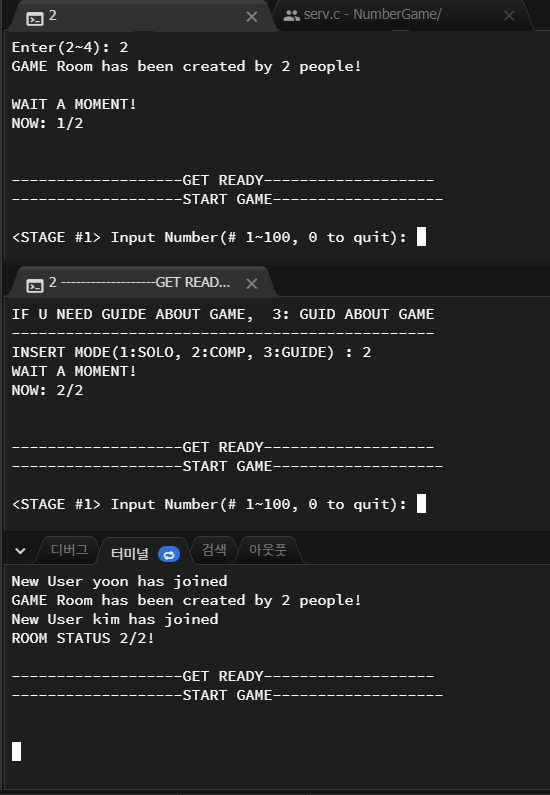 2
serv.c - NumberGame/
Enter(2~4): 2
GAME Room has been created by 2 people!
WAIT A MOMENT!
NOW: 1/2
-------------------GET READY-------------------
-------------------START GAME-------------------
<STAGE #1> Input Number(# 1~100, 0 to quit):
2 -------------------GET READ...
IF U NEED GUIDE ABOUT GAME,  3: GUID ABOUT GAME
-----------------------------------------------
INSERT MODE(1:SOLO, 2:COMP, 3:GUIDE) : 2
WAIT A MOMENT!
NOW: 2/2
-------------------GET READY-------------------
-------------------START GAME-------------------
<STAGE #1> Input Number(# 1~100, 0 to quit):
디버그 터미널 검색 아웃풋
New User yoon has joined
GAME Room has been created by 2 people!
New User kim has joined
ROOM STATUS 2/2!
-------------------GET READY-------------------
-------------------START GAME-------------------